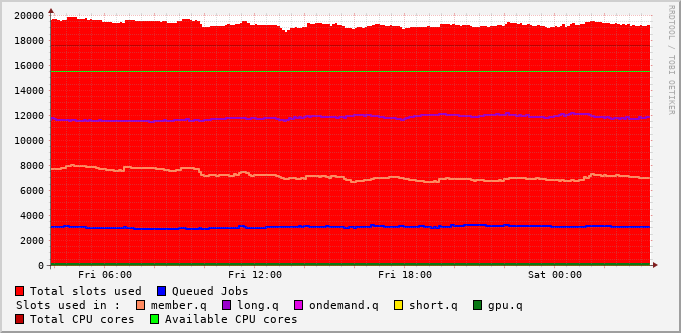 20000
18000
16000
14000
12000
10000
8000
6000
4000
2000
0
Fri 06:00 Fri 12:00 Fri 18:00 Sat 00:00
Total slots used Queued Jobs
Slots used in : member.q long.q ondemand.q short.q gpu.q
Total CPU cores Available CPU cores
RRDTOOL / TOBI OETIKER